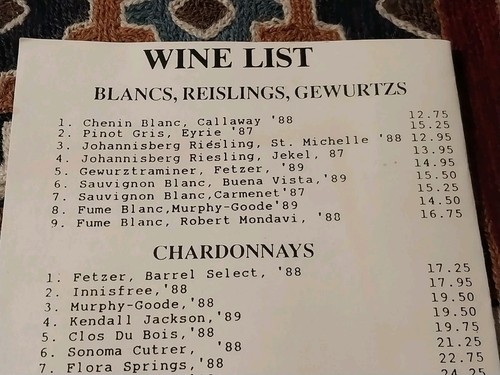 WINE LIST
BLANCS, REISLINGS, GEWURTZS
1. Chenin Blanc, Callaway '88 12.75
2. Pinot Gris, Eyrie '87 15.25
3. Johannisberg Riesling, St. Michelle '88 12.95
4. Johannisberg Riesling, Jekel, 87 13.95
5. Gewurztraminer, Fetzer, '89 14.95
6. Sauvignon Blanc, Buena Vista,'89 15.50
7. Sauvignon Blanc,Carmenet'87 15.25
8. Fume Blanc,Murphy-Goode'89 14.50
9. Fume Blanc, Robert Mondavi, '88 16.75
CHARDONNAYS
1. Fetzer, Barrel Select, '88 17.25
2. Innisfree,'88 17.95
3. Murphy-Goode,'88 19.50
4. Kendall Jackson,'89 19.50
5. Clos Du Bois,'88 19.75
6. Sonoma Cutrer, '88 21.25
7. Flora Springs,'88 22.75
24.25